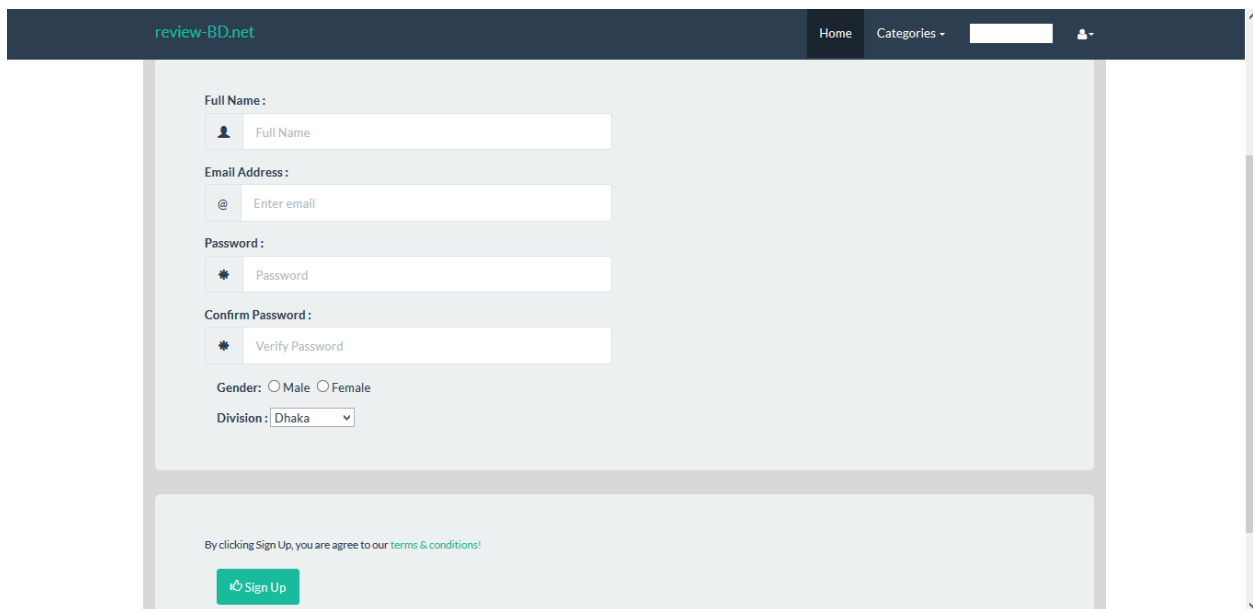 review-BD.net Home Categories
Full Name :
Full Name
Email Address :
@ Enter email
Password :
Password
Confirm Password :
Verify Password
Gender: Male Female
Division : Dhaka
By clicking Sign Up, you are agree to our terms & conditions!
Sign Up